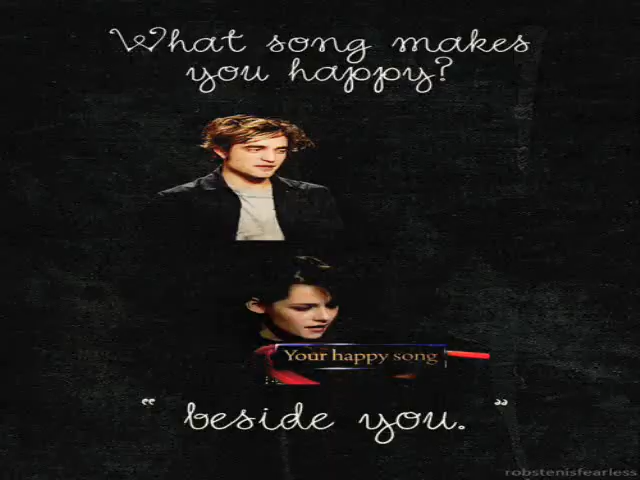 What song makes
you happy?
Your happy song
“ beside you. ”
robstenisfearless